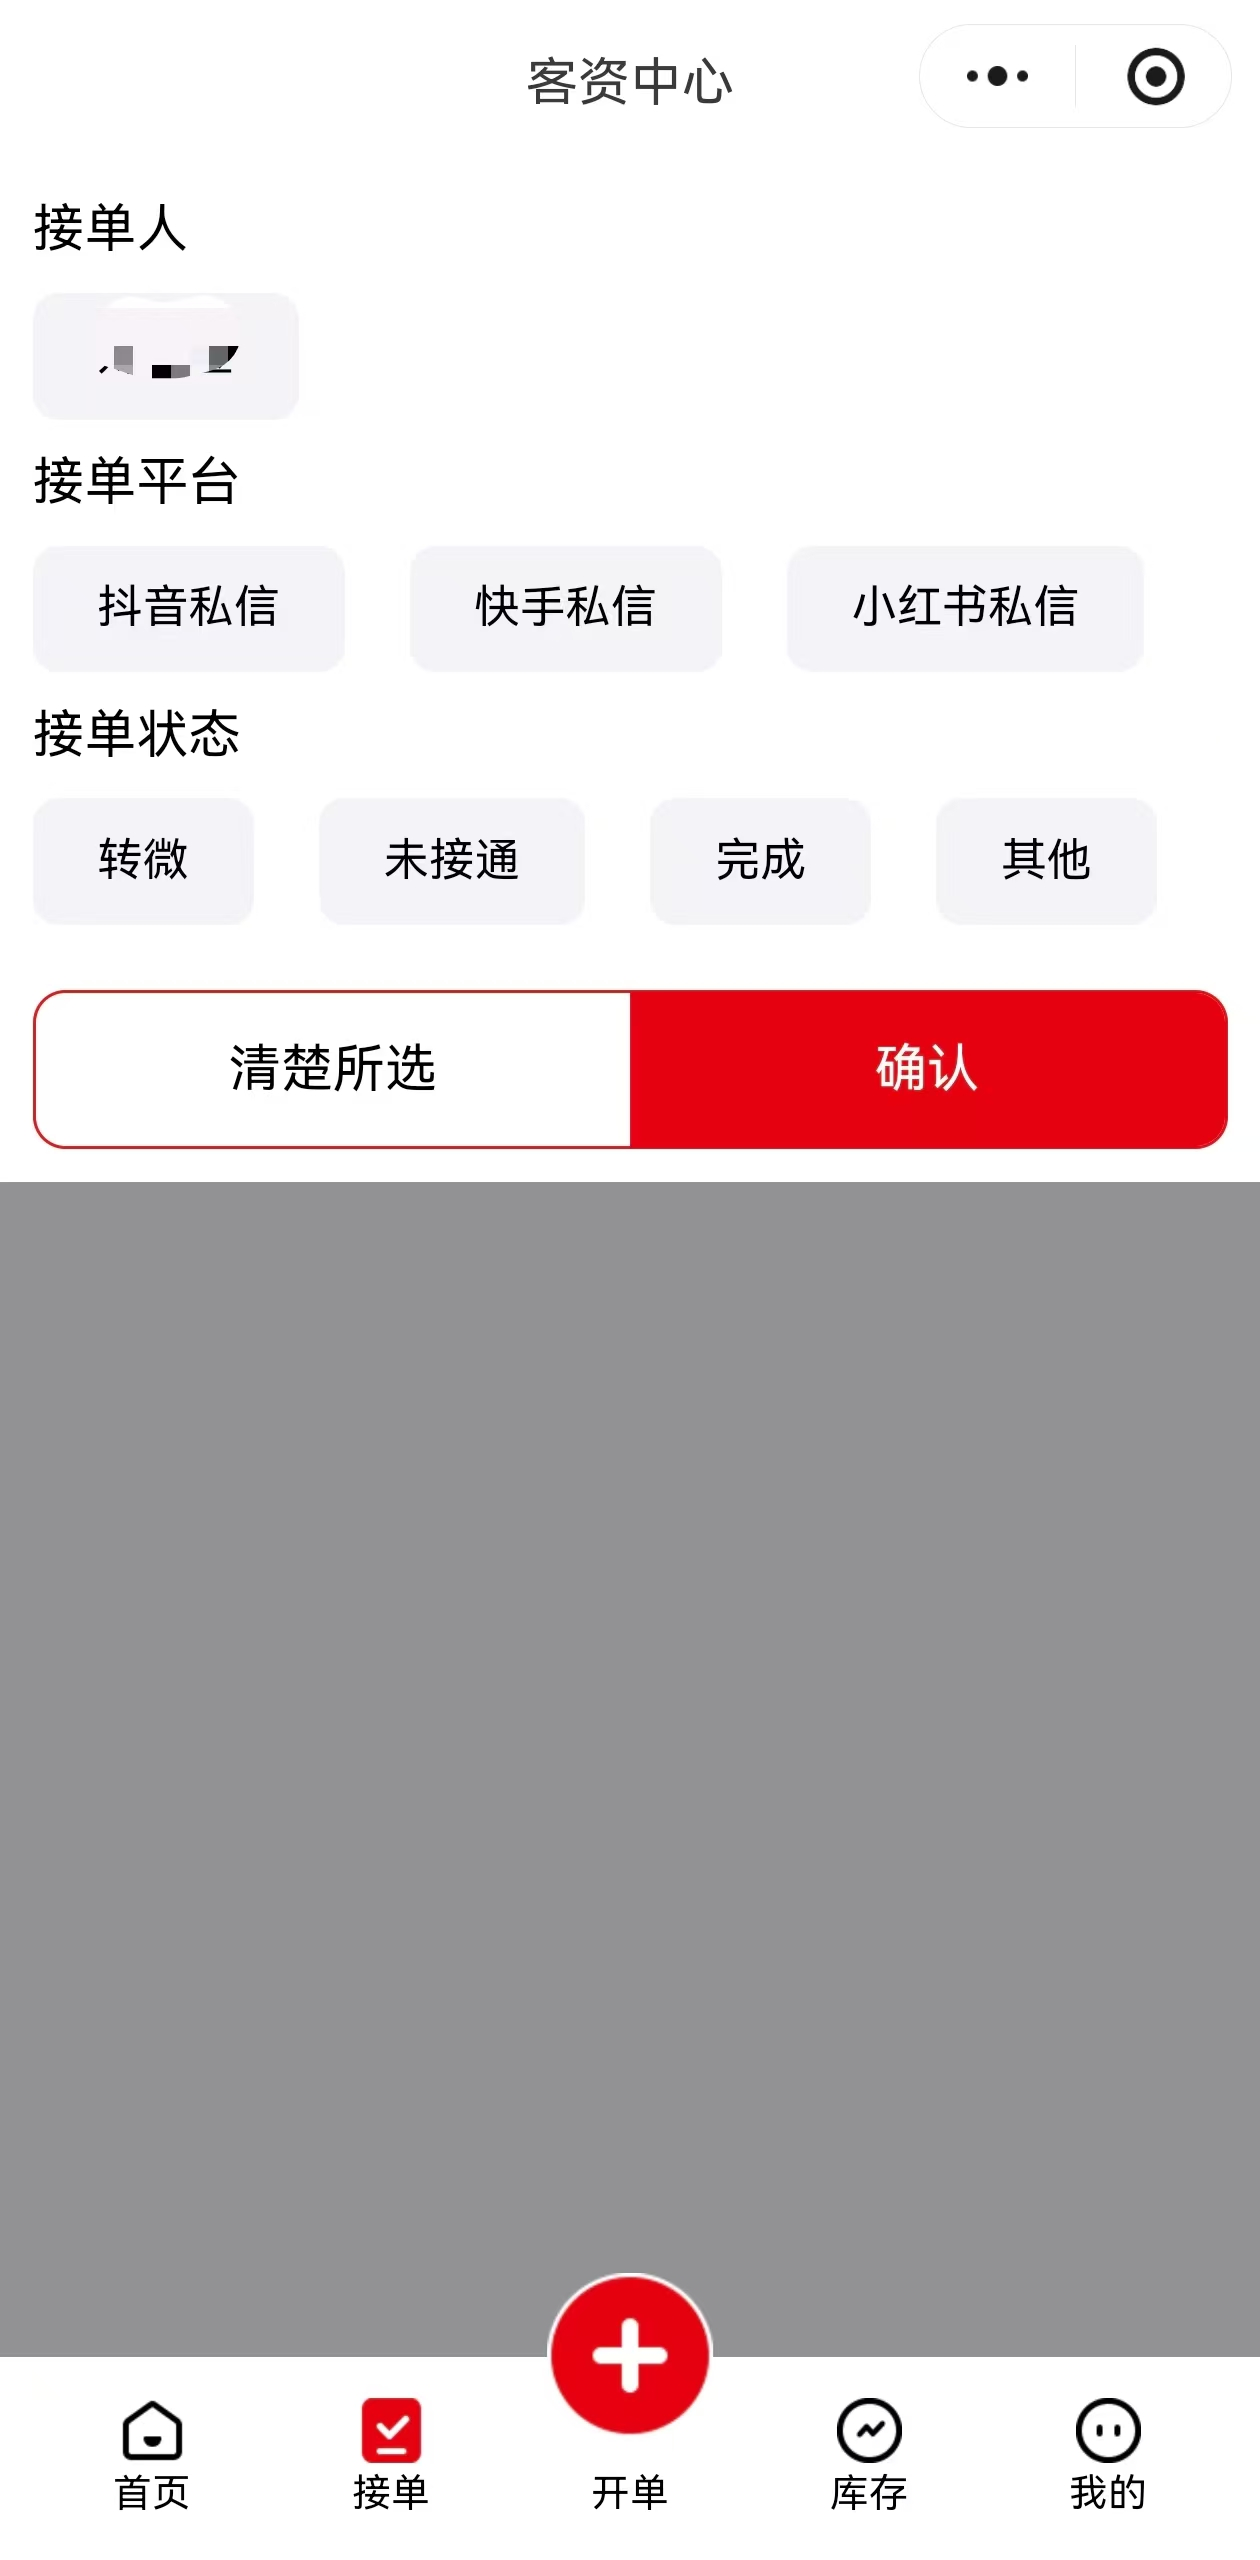 客资中心
接单人
接单平台
抖音私信 快手私信 小红书私信
接单状态
转微 未接通 完成 其他
清楚所选 确认
首页 接单 开单 库存 我的